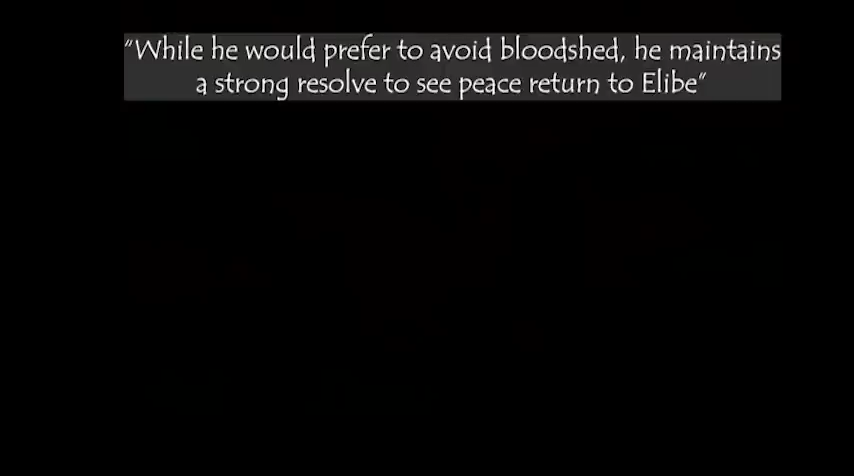 “While he would prefer to avoid bloodshed, he maintains
a strong resolve to see peace return to Elibe”